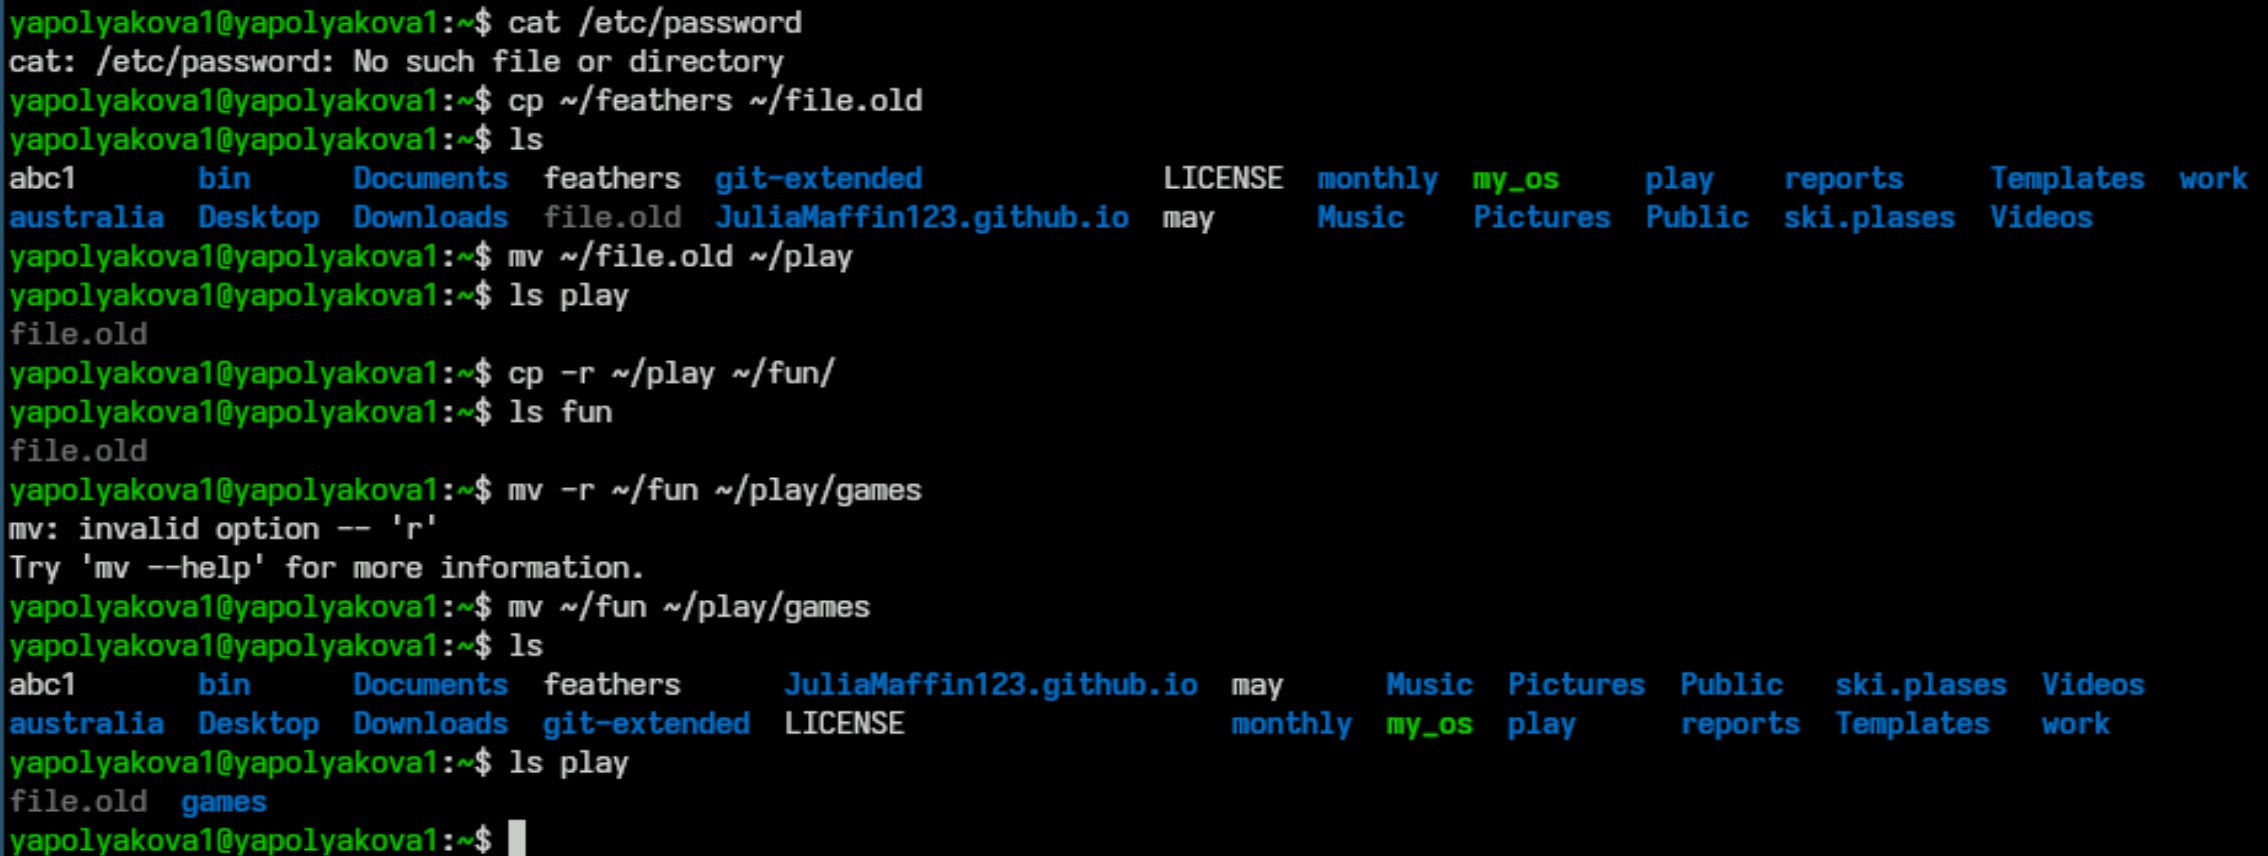 yapolyakova1@yapolyakova1:~$ cat /etc/password
cat: /etc/password: No such file or directory
yapolyakova1@yapolyakova1:~$ cp ~/feathers ~/file.old
yapolyakova1@yapolyakova1:~$ ls
abc1 bin Documents feathers git-extended LICENSE monthly my_os play reports Templates work
australia Desktop Downloads file.old JuliaMaffin123.github.io may Music Pictures Public ski.plases Videos
yapolyakova1@yapolyakova1:~$ mv ~/file.old ~/play
yapolyakova1@yapolyakova1:~$ ls play
file.old
yapolyakova1@yapolyakova1:~$ cp -r ~/play ~/fun/
yapolyakova1@yapolyakova1:~$ ls fun
file.old
yapolyakova1@yapolyakova1:~$ mv -r ~/fun ~/play/games
mv: invalid option -- 'r'
Try 'mv --help' for more information.
yapolyakova1@yapolyakova1:~$ mv ~/fun ~/play/games
yapolyakova1@yapolyakova1:~$ ls
abc1 bin Documents feathers JuliaMaffin123.github.io may Music Pictures Public ski.plases Videos
australia Desktop Downloads git-extended LICENSE monthly my_os play reports Templates work
yapolyakova1@yapolyakova1:~$ ls play
file.old games
yapolyakova1@yapolyakova1:~$